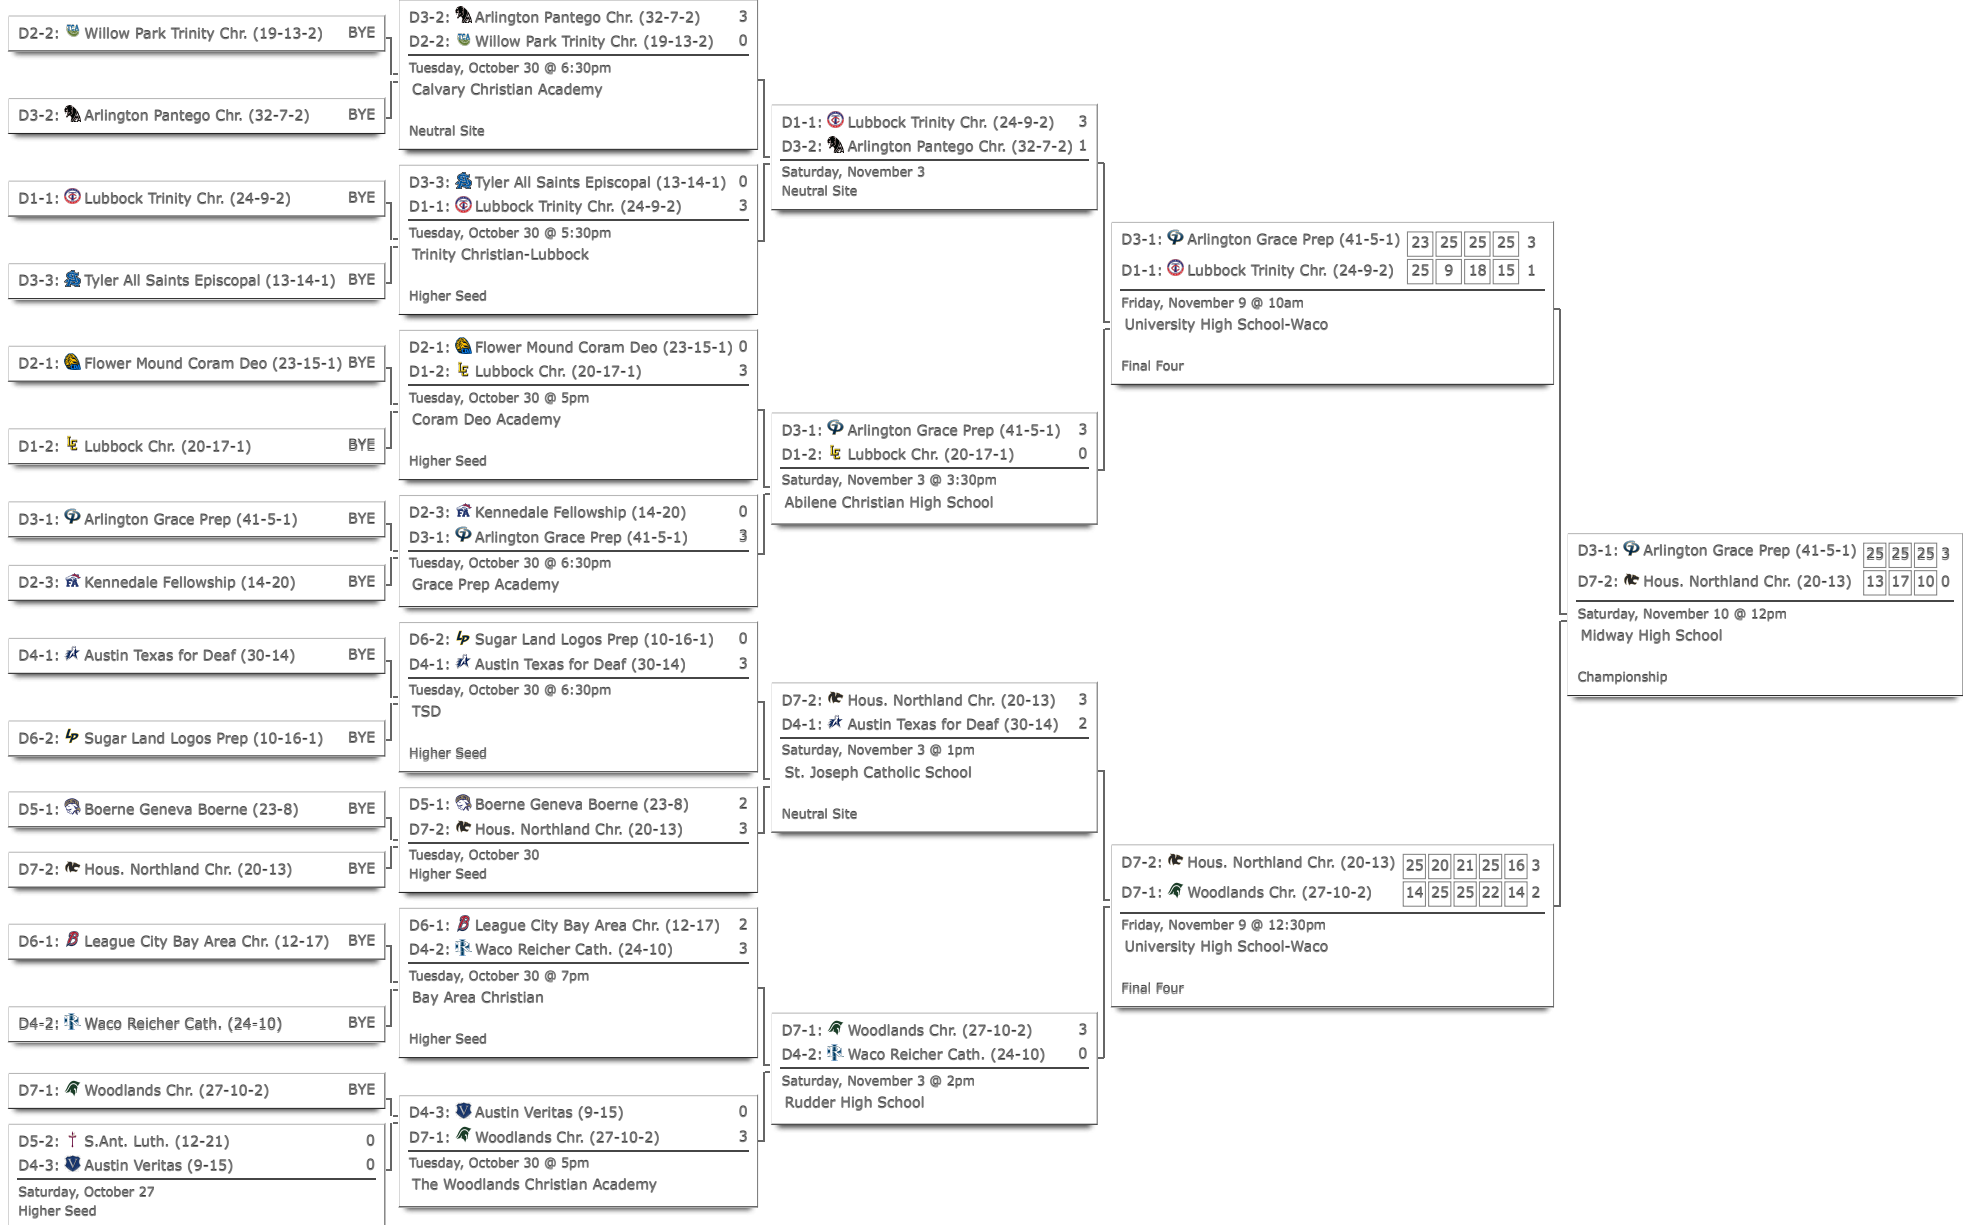 D2-2: Willow Park Trinity Chr. (19-13-2) BYE
D3-2: Arlington Pantego Chr. (32-7-2) BYE
D1-1: Lubbock Trinity Chr. (24-9-2) BYE
D3-3: Tyler All Saints Episcopal (13-14-1) BYE
D2-1: Flower Mound Coram Deo (23-15-1) BYE
D1-2: Lubbock Chr. (20-17-1) BYE
D3-1: Arlington Grace Prep (41-5-1) BYE
D2-3: Kennedale Fellowship (14-20) BYE
D4-1: Austin Texas for Deaf (30-14) BYE
D6-2: Sugar Land Logos Prep (10-16-1) BYE
D5-1: Boerne Geneva Boerne (23-8) BYE
D7-2: Hous. Northland Chr. (20-13) BYE
D6-1: League City Bay Area Chr. (12-17) BYE
D4-2: Waco Reicher Cath. (24-10) BYE
D7-1: Woodlands Chr. (27-10-2) BYE
D5-2: S.Ant. Luth. (12-21) 0
D4-3: Austin Veritas (9-15) 0
Saturday, October 27
Higher Seed
D3-2: Arlington Pantego Chr. (32-7-2) 3
D2-2: Willow Park Trinity Chr. (19-13-2) 0
Tuesday, October 30 @ 6:30pm
Calvary Christian Academy
Neutral Site
D3-3: Tyler All Saints Episcopal (13-14-1) 0
D1-1: Lubbock Trinity Chr. (24-9-2) 3
Tuesday, October 30 @ 5:30pm
Trinity Christian-Lubbock
Higher Seed
D2-1: Flower Mound Coram Deo (23-15-1) 0
D1-2: Lubbock Chr. (20-17-1) 3
Tuesday, October 30 @ 5pm
Coram Deo Academy
Higher Seed
D2-3: Kennedale Fellowship (14-20) 0
D3-1: Arlington Grace Prep (41-5-1) 3
Tuesday, October 30 @ 6:30pm
Grace Prep Academy
D6-2: Sugar Land Logos Prep (10-16-1) 0
D4-1: Austin Texas for Deaf (30-14) 3
Tuesday, October 30 @ 6:30pm
TSD
Higher Seed
D5-1: Boerne Geneva Boerne (23-8) 2
D7-2: Hous. Northland Chr. (20-13) 3
Tuesday, October 30
Higher Seed
D6-1: League City Bay Area Chr. (12-17) 2
D4-2: Waco Reicher Cath. (24-10) 3
Tuesday, October 30 @ 7pm
Bay Area Christian
Higher Seed
D4-3: Austin Veritas (9-15) 0
D7-1: Woodlands Chr. (27-10-2) 3
Tuesday, October 30 @ 5pm
The Woodlands Christian Academy
D1-1: Lubbock Trinity Chr. (24-9-2) 3
D3-2: Arlington Pantego Chr. (32-7-2) 1
Saturday, November 3
Neutral Site
D3-1: Arlington Grace Prep (41-5-1) 3
D1-2: Lubbock Chr. (20-17-1) 0
Saturday, November 3 @ 3:30pm
Abilene Christian High School
D7-2: Hous. Northland Chr. (20-13) 3
D4-1: Austin Texas for Deaf (30-14) 2
Saturday, November 3 @ 1pm
St. Joseph Catholic School
Neutral Site
D7-1: Woodlands Chr. (27-10-2) 3
D4-2: Waco Reicher Cath. (24-10) 0
Saturday, November 3 @ 2pm
Rudder High School
D3-1: Arlington Grace Prep (41-5-1) 23 25 25 25 3
D1-1: Lubbock Trinity Chr. (24-9-2) 25 9 18 15 1
Friday, November 9 @ 10am
University High School-Waco
Final Four
D7-2: Hous. Northland Chr. (20-13) 25 20 21 25 16 3
D7-1: Woodlands Chr. (27-10-2) 14 25 25 22 14 2
Friday, November 9 @ 12:30pm
University High School-Waco
Final Four
D3-1: Arlington Grace Prep (41-5-1) 25 25 25 3
D7-2: Hous. Northland Chr. (20-13) 13 17 10 0
Saturday, November 10 @ 12pm
Midway High School
Championship